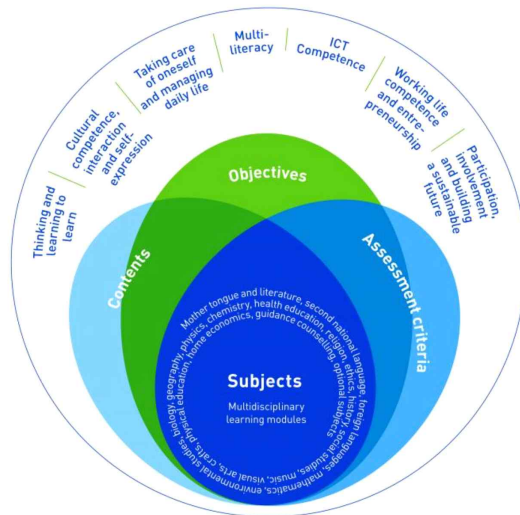 Thinking and
learning to
learn
Cultural
competence,
interaction
and self-
expression
Taking care
of oneself
and managing
daily life
Multi-
literacy
ICT
Competence
Working life
competence
and entre-
preneurship
Participation,
involvement
and building
a sustainable
future
Objectives
Contents
Assessment criteria
Mother tongue and literature, second national language, foreign languages, mathematics, environmental studies, biology, geography, physics, chemistry, health education, religion, ethics, history, social studies, music, visual arts, crafts, physical education, home economics, guidance counselling, optional subjects
Subjects
Multidisciplinary
learning modules